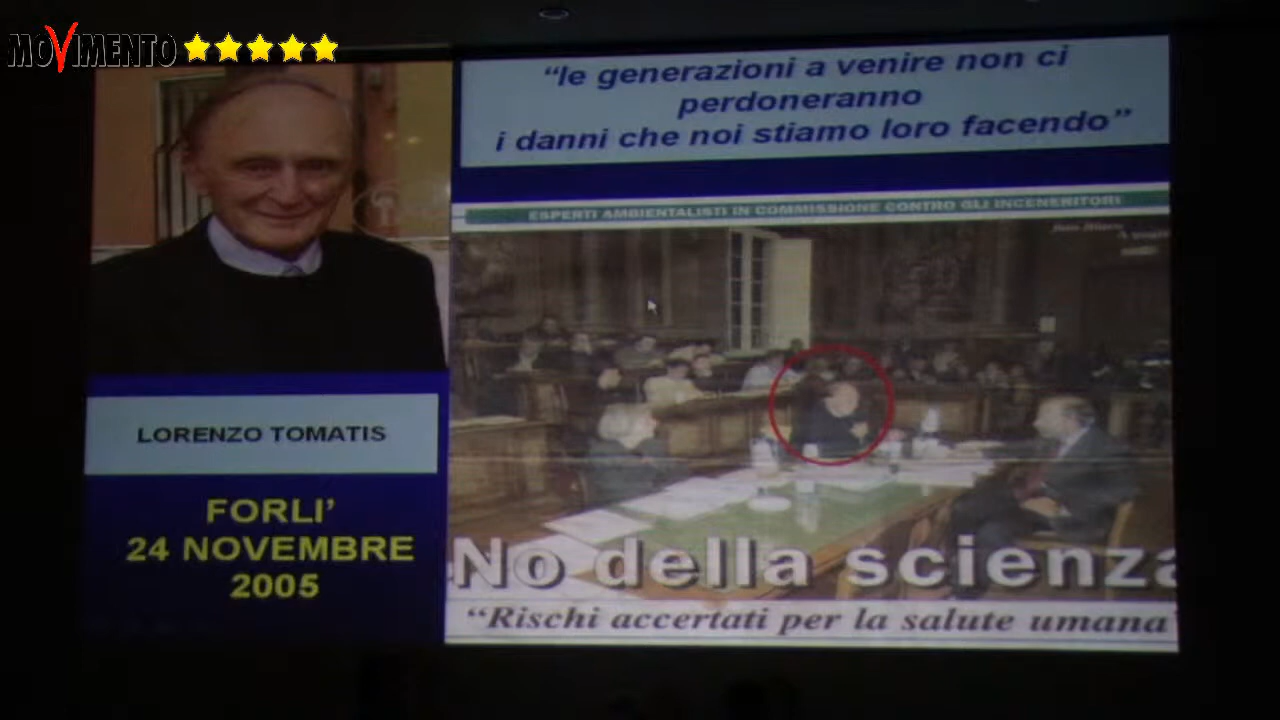 MOVIMENTO
“le generazioni a venire non ci
perdoneranno
i danni che noi stiamo loro facendo”
ESPERTI AMBIENTALISTI IN COMMISSIONE CONTRO GLI INCENERITORI
LORENZO TOMATIS
FORLI’
24 NOVEMBRE
2005
No della scienza
“Rischi accertati per la salute umana